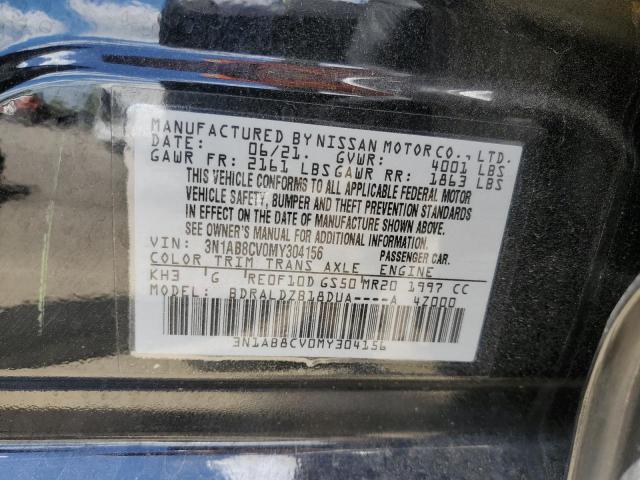 MANUFACTURED BY NISSAN MOTOR CO., LTD.
DATE: 06/21. GVWR: 4001 LBS
GAWR FR: 2161 LBS GAWR RR: 1863 LBS
THIS VEHICLE CONFORMS TO ALL APPLICABLE FEDERAL MOTOR
VEHICLE SAFETY, BUMPER AND THEFT PREVENTION STANDARDS
IN EFFECT ON THE DATE OF MANUFACTURE SHOWN ABOVE.
SEE OWNER'S MANUAL FOR ADDITIONAL INFORMATION.
VIN: 3N1AB8CV0MY304156 PASSENGER CAR.
COLOR TRIM TRANS AXLE ENGINE
KH3 G RE0F10D GS50 MR20 1997 CC
MODEL: BDRALDZB18DUA----A 47000
3N1AB8CV0MY304156